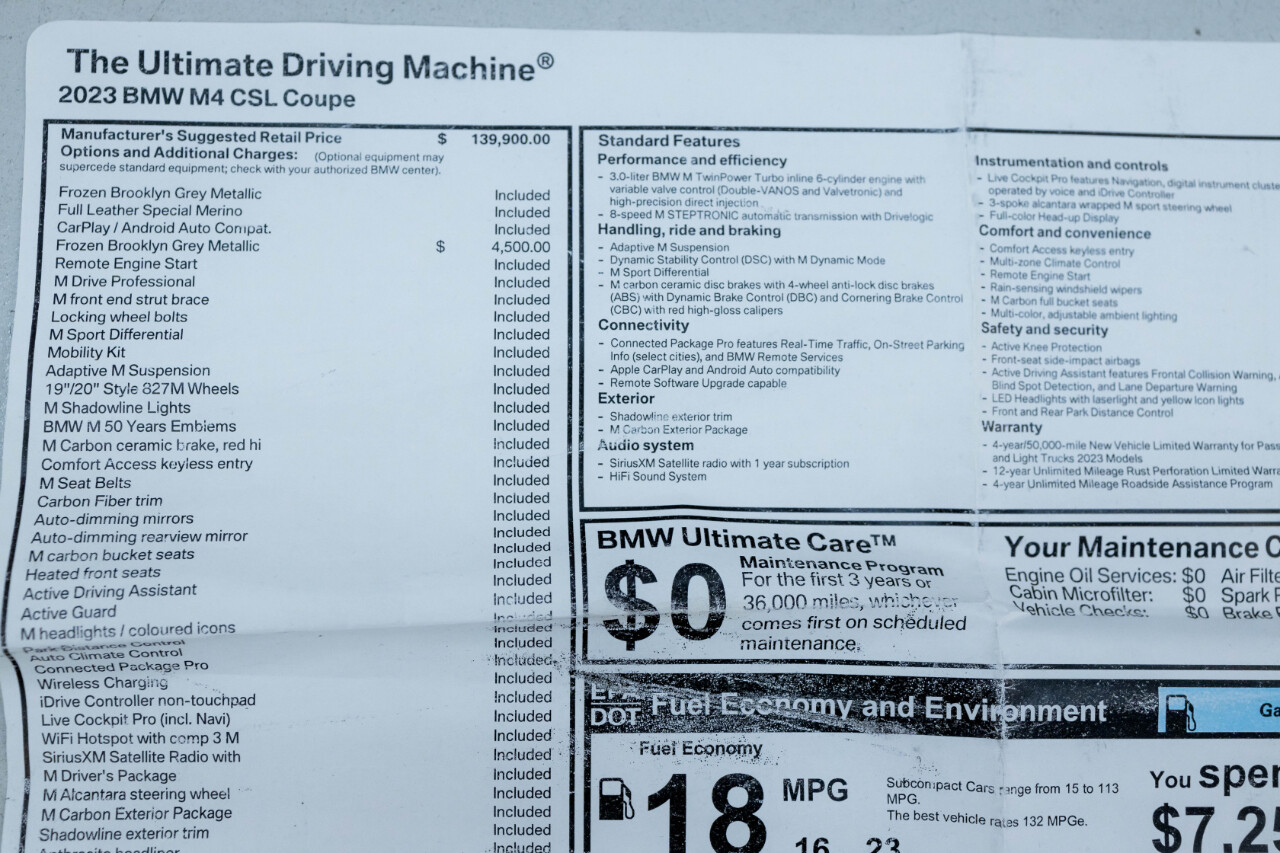 The Ultimate Driving Machine®
2023 BMW M4 CSL Coupe
Manufacturer's Suggested Retail Price $ 139,900.00
Options and Additional Charges: (Optional equipment may
supercede standard equipment; check with your authorized BMW center).
Frozen Brooklyn Grey Metallic Included
Full Leather Special Merino Included
CarPlay / Android Auto Compat. Included
Frozen Brooklyn Grey Metallic $ 4,500.00
Remote Engine Start Included
M Drive Professional Included
M front end strut brace Included
Locking wheel bolts Included
M Sport Differential Included
Mobility Kit Included
Adaptive M Suspension Included
19"/20" Style 827M Wheels Included
M Shadowline Lights Included
BMW M 50 Years Emblems Included
M Carbon ceramic brake, red hi Included
Comfort Access keyless entry Included
M Seat Belts Included
Carbon Fiber trim Included
Auto-dimming mirrors Included
Auto-dimming rearview mirror Included
M carbon bucket seats Included
Heated front seats Included
Active Driving Assistant Included
Active Guard Included
M headlights / coloured icons Included
Park Distance Control Included
Auto Climate Control Included
Connected Package Pro Included
Wireless Charging Included
iDrive Controller non-touchpad Included
Live Cockpit Pro (incl. Navi) Included
WiFi Hotspot with comp 3 M Included
SiriusXM Satellite Radio with Included
M Driver's Package Included
M Alcantara steering wheel Included
M Carbon Exterior Package Included
Shadowline exterior trim Included
Anthracite headliner Included
Standard Features
Performance and efficiency
- 3.0-liter BMW M TwinPower Turbo inline 6-cylinder engine with
variable valve control (Double-VANOS and Valvetronic) and
high-precision direct injection
- 8-speed M STEPTRONIC automatic transmission with Drivelogic
Handling, ride and braking
- Adaptive M Suspension
- Dynamic Stability Control (DSC) with M Dynamic Mode
- M Sport Differential
- M carbon ceramic disc brakes with 4-wheel anti-lock disc brakes
(ABS) with Dynamic Brake Control (DBC) and Cornering Brake Control
(CBC) with red high-gloss calipers
Connectivity
- Connected Package Pro features Real-Time Traffic, On-Street Parking
Info (select cities), and BMW Remote Services
- Apple CarPlay and Android Auto compatibility
- Remote Software Upgrade capable
Exterior
- Shadowline exterior trim
- M Carbon Exterior Package
Audio system
- SiriusXM Satellite radio with 1 year subscription
- HiFi Sound System
Instrumentation and controls
- Live Cockpit Pro features Navigation, digital instrument cluste
operated by voice and iDrive Controller
- 3-spoke alcantara wrapped M sport steering wheel
- Full-color Head-up Display
Comfort and convenience
- Comfort Access keyless entry
- Multi-zone Climate Control
- Remote Engine Start
- Rain-sensing windshield wipers
- M Carbon full bucket seats
- Multi-color, adjustable ambient lighting
Safety and security
- Active Knee Protection
- Front-seat side-impact airbags
- Active Driving Assistant features Frontal Collision Warning,
Blind Spot Detection, and Lane Departure Warning
- LED Headlights with laserlight and yellow Icon lights
- Front and Rear Park Distance Control
Warranty
- 4-year/50,000-mile New Vehicle Limited Warranty for Pass
and Light Trucks 2023 Models
- 12-year Unlimited Mileage Rust Perforation Limited Warra
- 4-year Unlimited Mileage Roadside Assistance Program
BMW Ultimate Care™
$0 Maintenance Program
For the first 3 years or
36,000 miles, whichever
comes first on scheduled
maintenance.
Your Maintenance C
Engine Oil Services: $0 Air Filte
Cabin Microfilter: $0 Spark P
Vehicle Checks: $0 Brake
EPA
DOT Fuel Economy and Environment
Ga
Fuel Economy
18 MPG
16 23
Subcompact Cars range from 15 to 113
MPG.
The best vehicle rates 132 MPGe.
You spen
$7,25